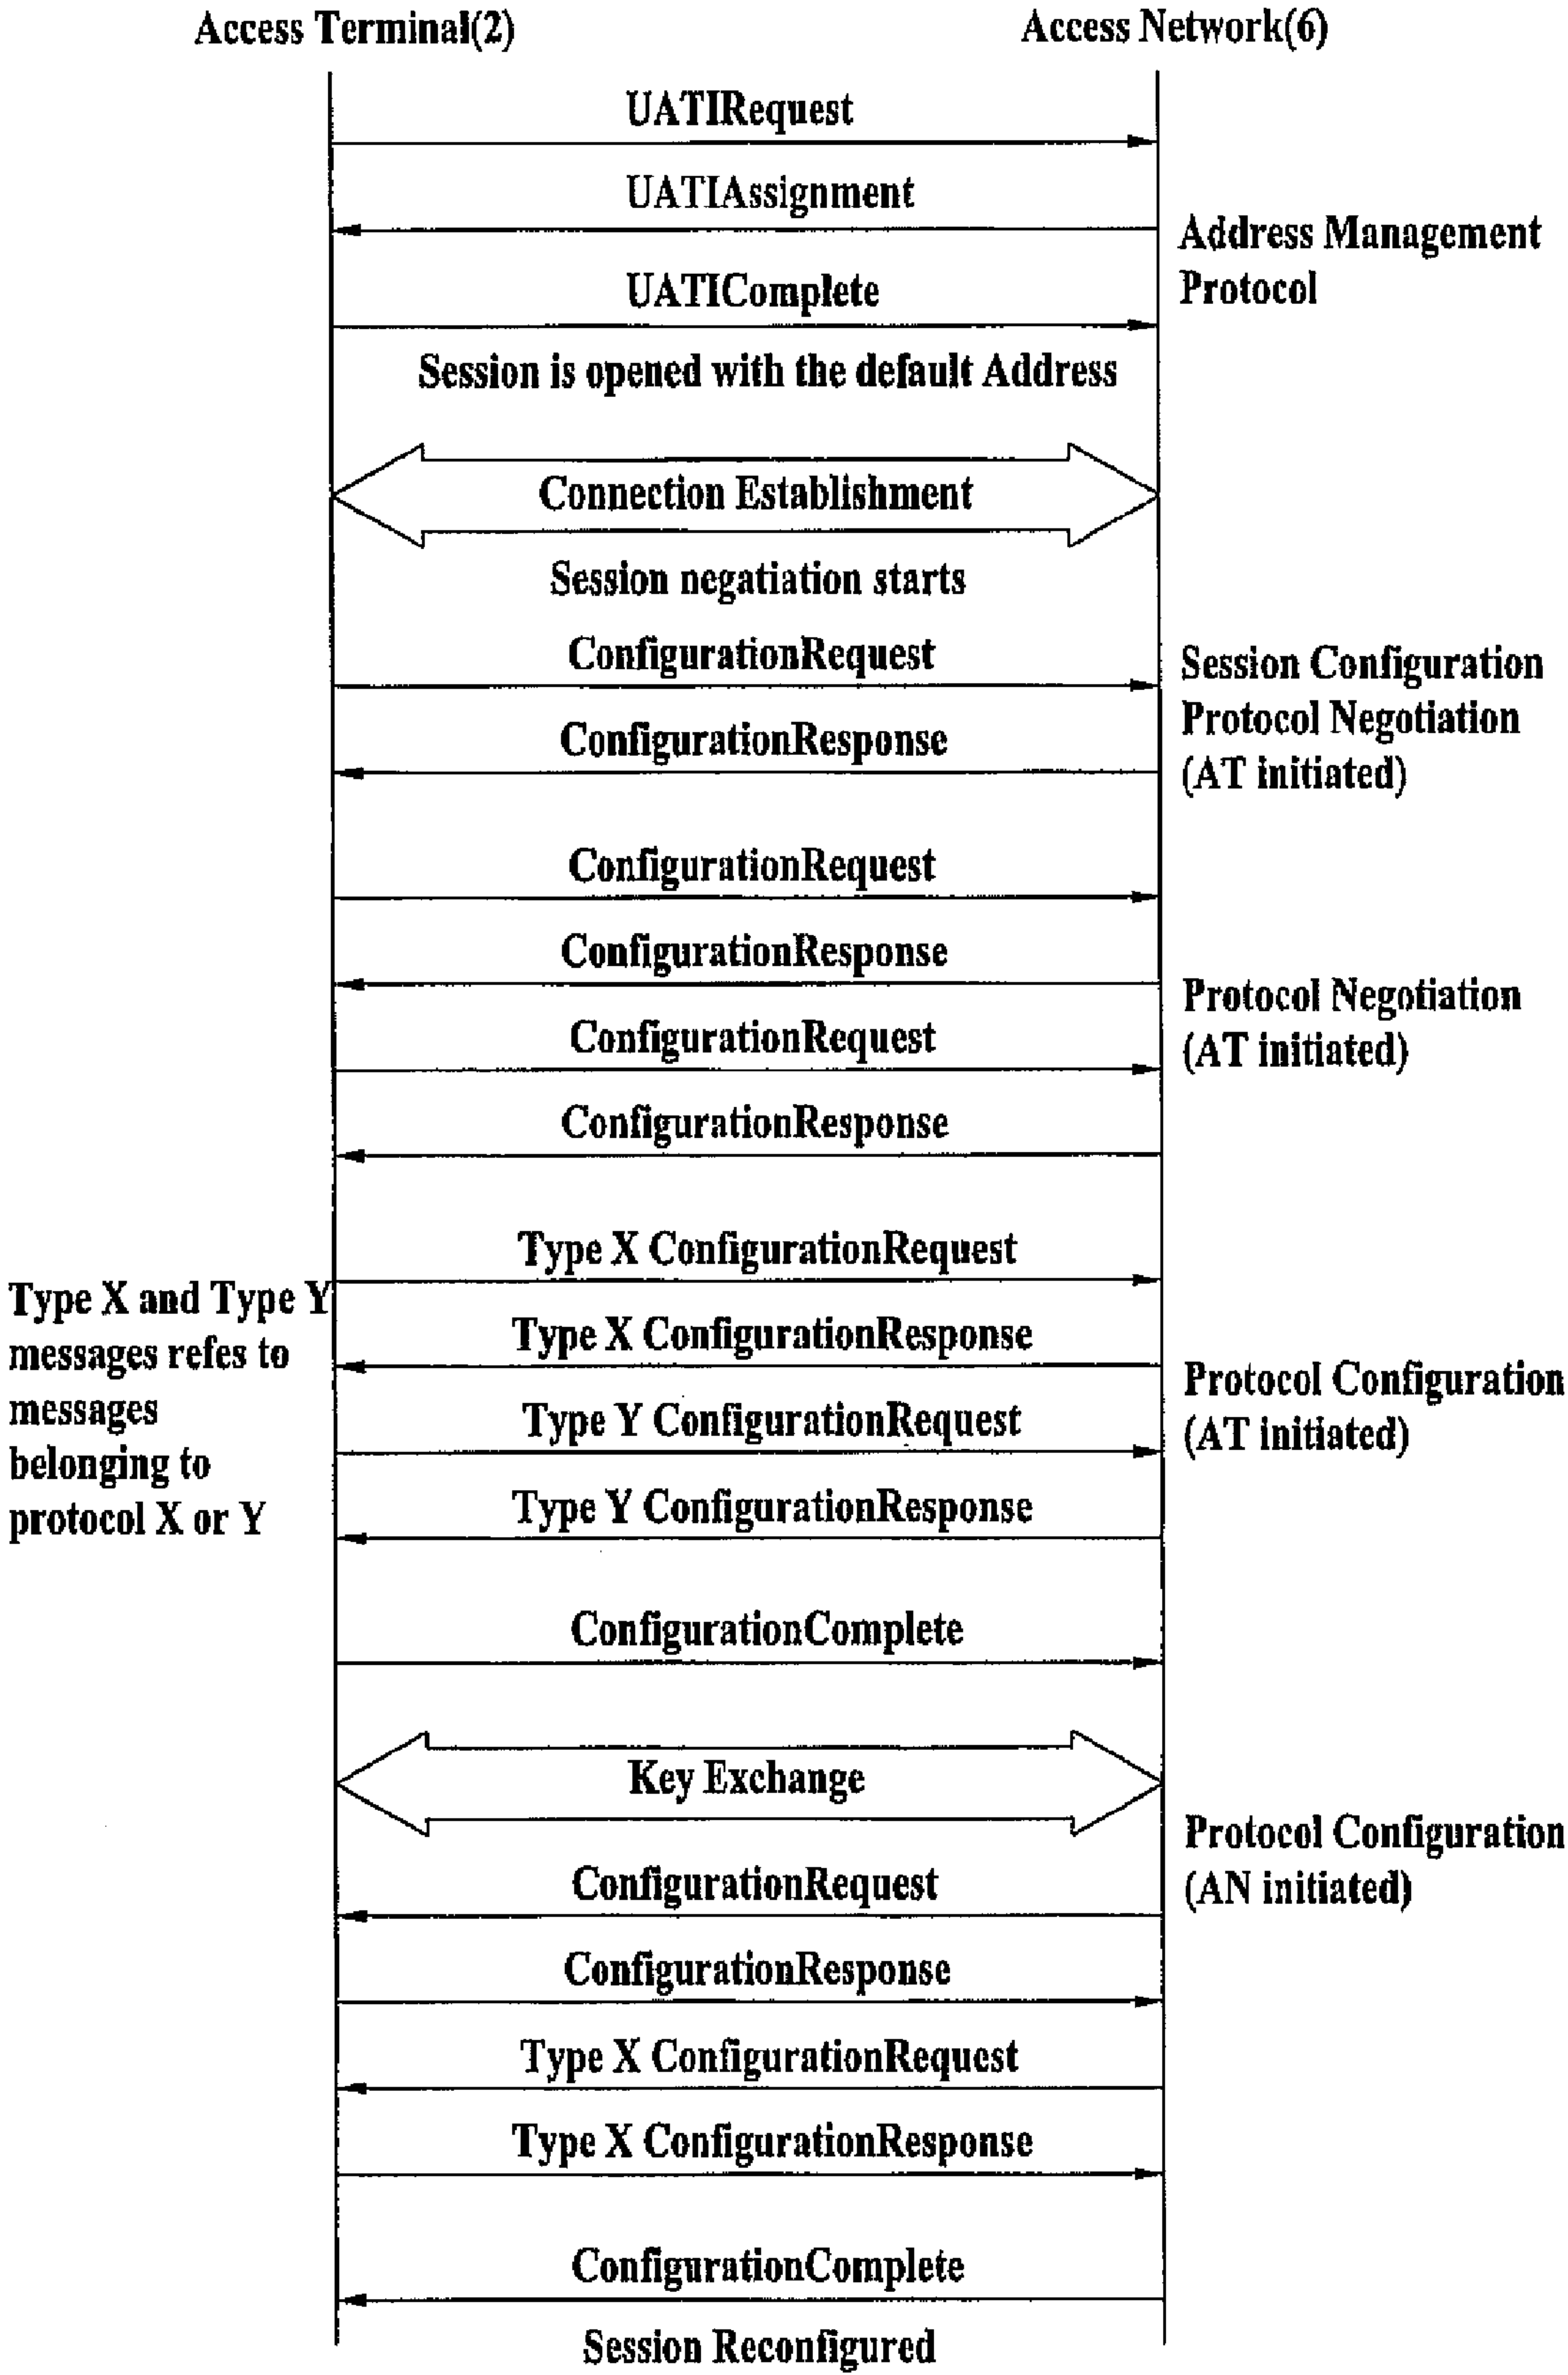 Access Terminal(2)
Access Network(6)
UATIRequest
UATIAssignment
Address Management
Protocol
UATIComplete
Session is opened with the default Address
Connection Establishment
Session negatiation starts
ConfigurationRequest
Session Configuration
Protocol Negotiation
(AT initiated)
ConfigurationResponse
ConfigurationRequest
ConfigurationResponse
Protocol Negotiation
(AT initiated)
ConfigurationRequest
ConfigurationResponse
Type X ConfigurationRequest
Type X and Type Y
messages refes to
messages
belonging to
protocol X or Y
Type X ConfigurationResponse
Protocol Configuration
(AT initiated)
Type Y ConfigurationRequest
Type Y ConfigurationResponse
ConfigurationComplete
Key Exchange
Protocol Configuration
(AN initiated)
ConfigurationRequest
ConfigurationResponse
Type X ConfigurationRequest
Type X ConfigurationResponse
ConfigurationComplete
Session Reconfigured